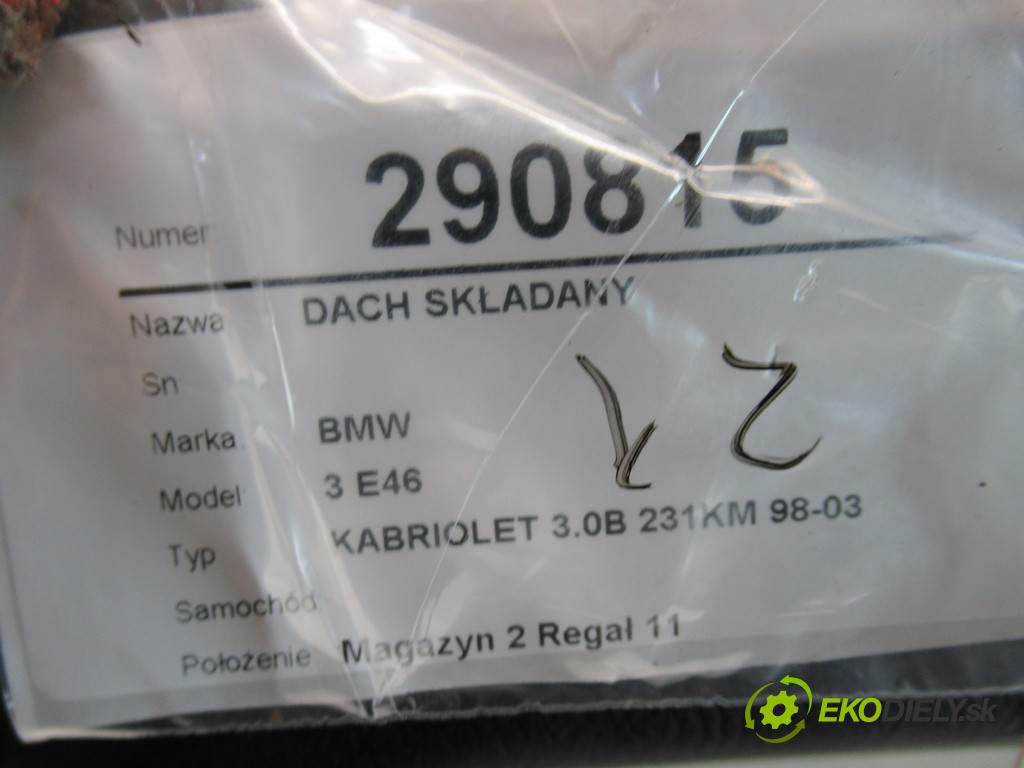 Numer 290815
Nazwa DACH SKŁADANY
Sn
Marka BMW
Model 3 E46
Typ KABRIOLET 3.0B 231KM 98-03
Samochód
Położenie Magazyn 2 Regał 11
EKODIELY.sk